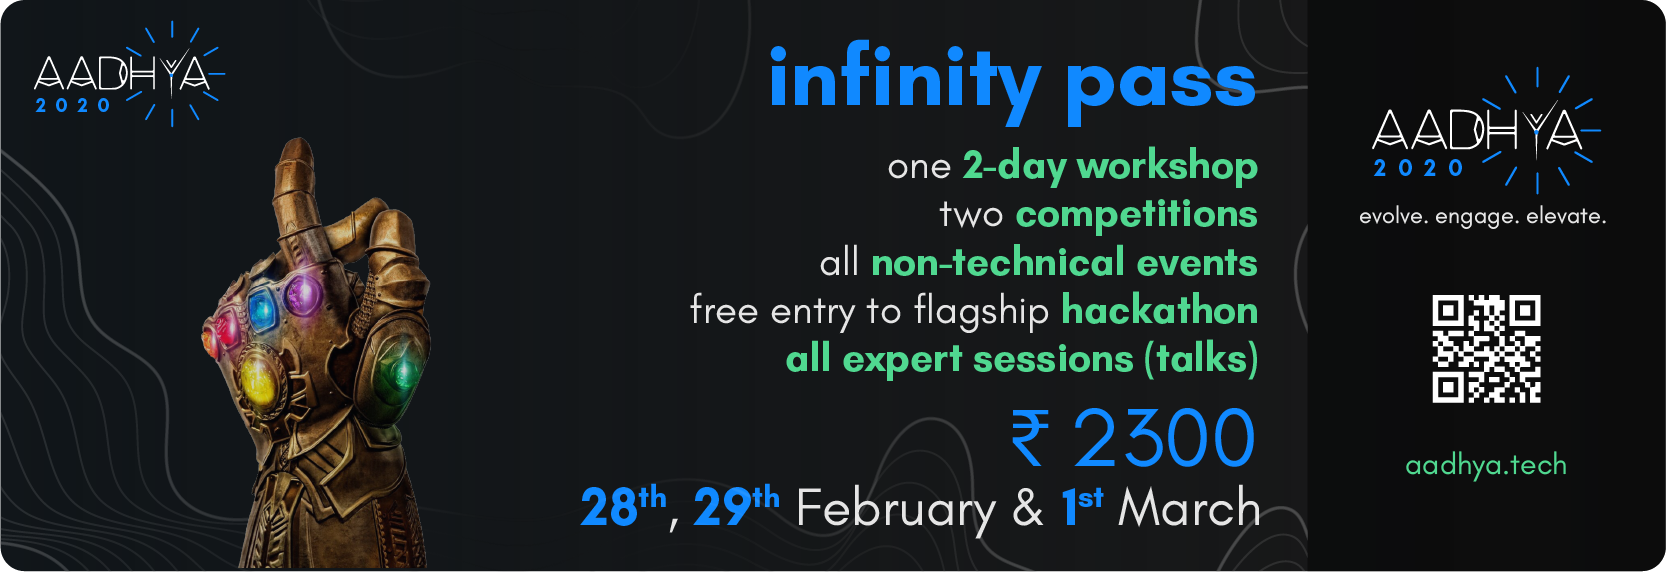 AADHYA
2020
infinity pass
one 2-day workshop
two competitions
all non-technical events
free entry to flagship hackathon
all expert sessions (talks)
₹ 2300
28th, 29th February & 1st March
AADHYA
2020
evolve. engage. elevate.
aadhya.tech